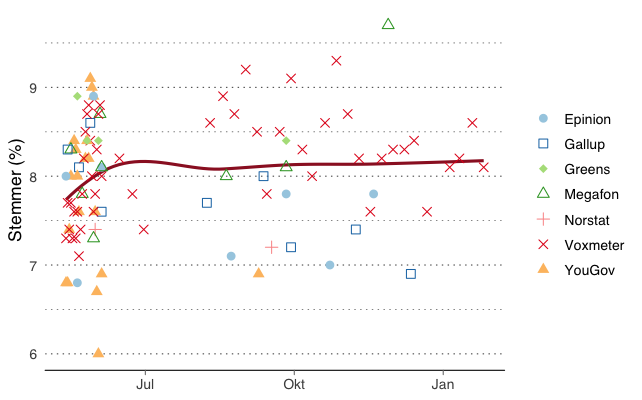 Stemmer (%)
9
8
7
6
Jul
Okt
Jan
Epinion
Gallup
Greens
Megafon
Norstat
Voxmeter
YouGov